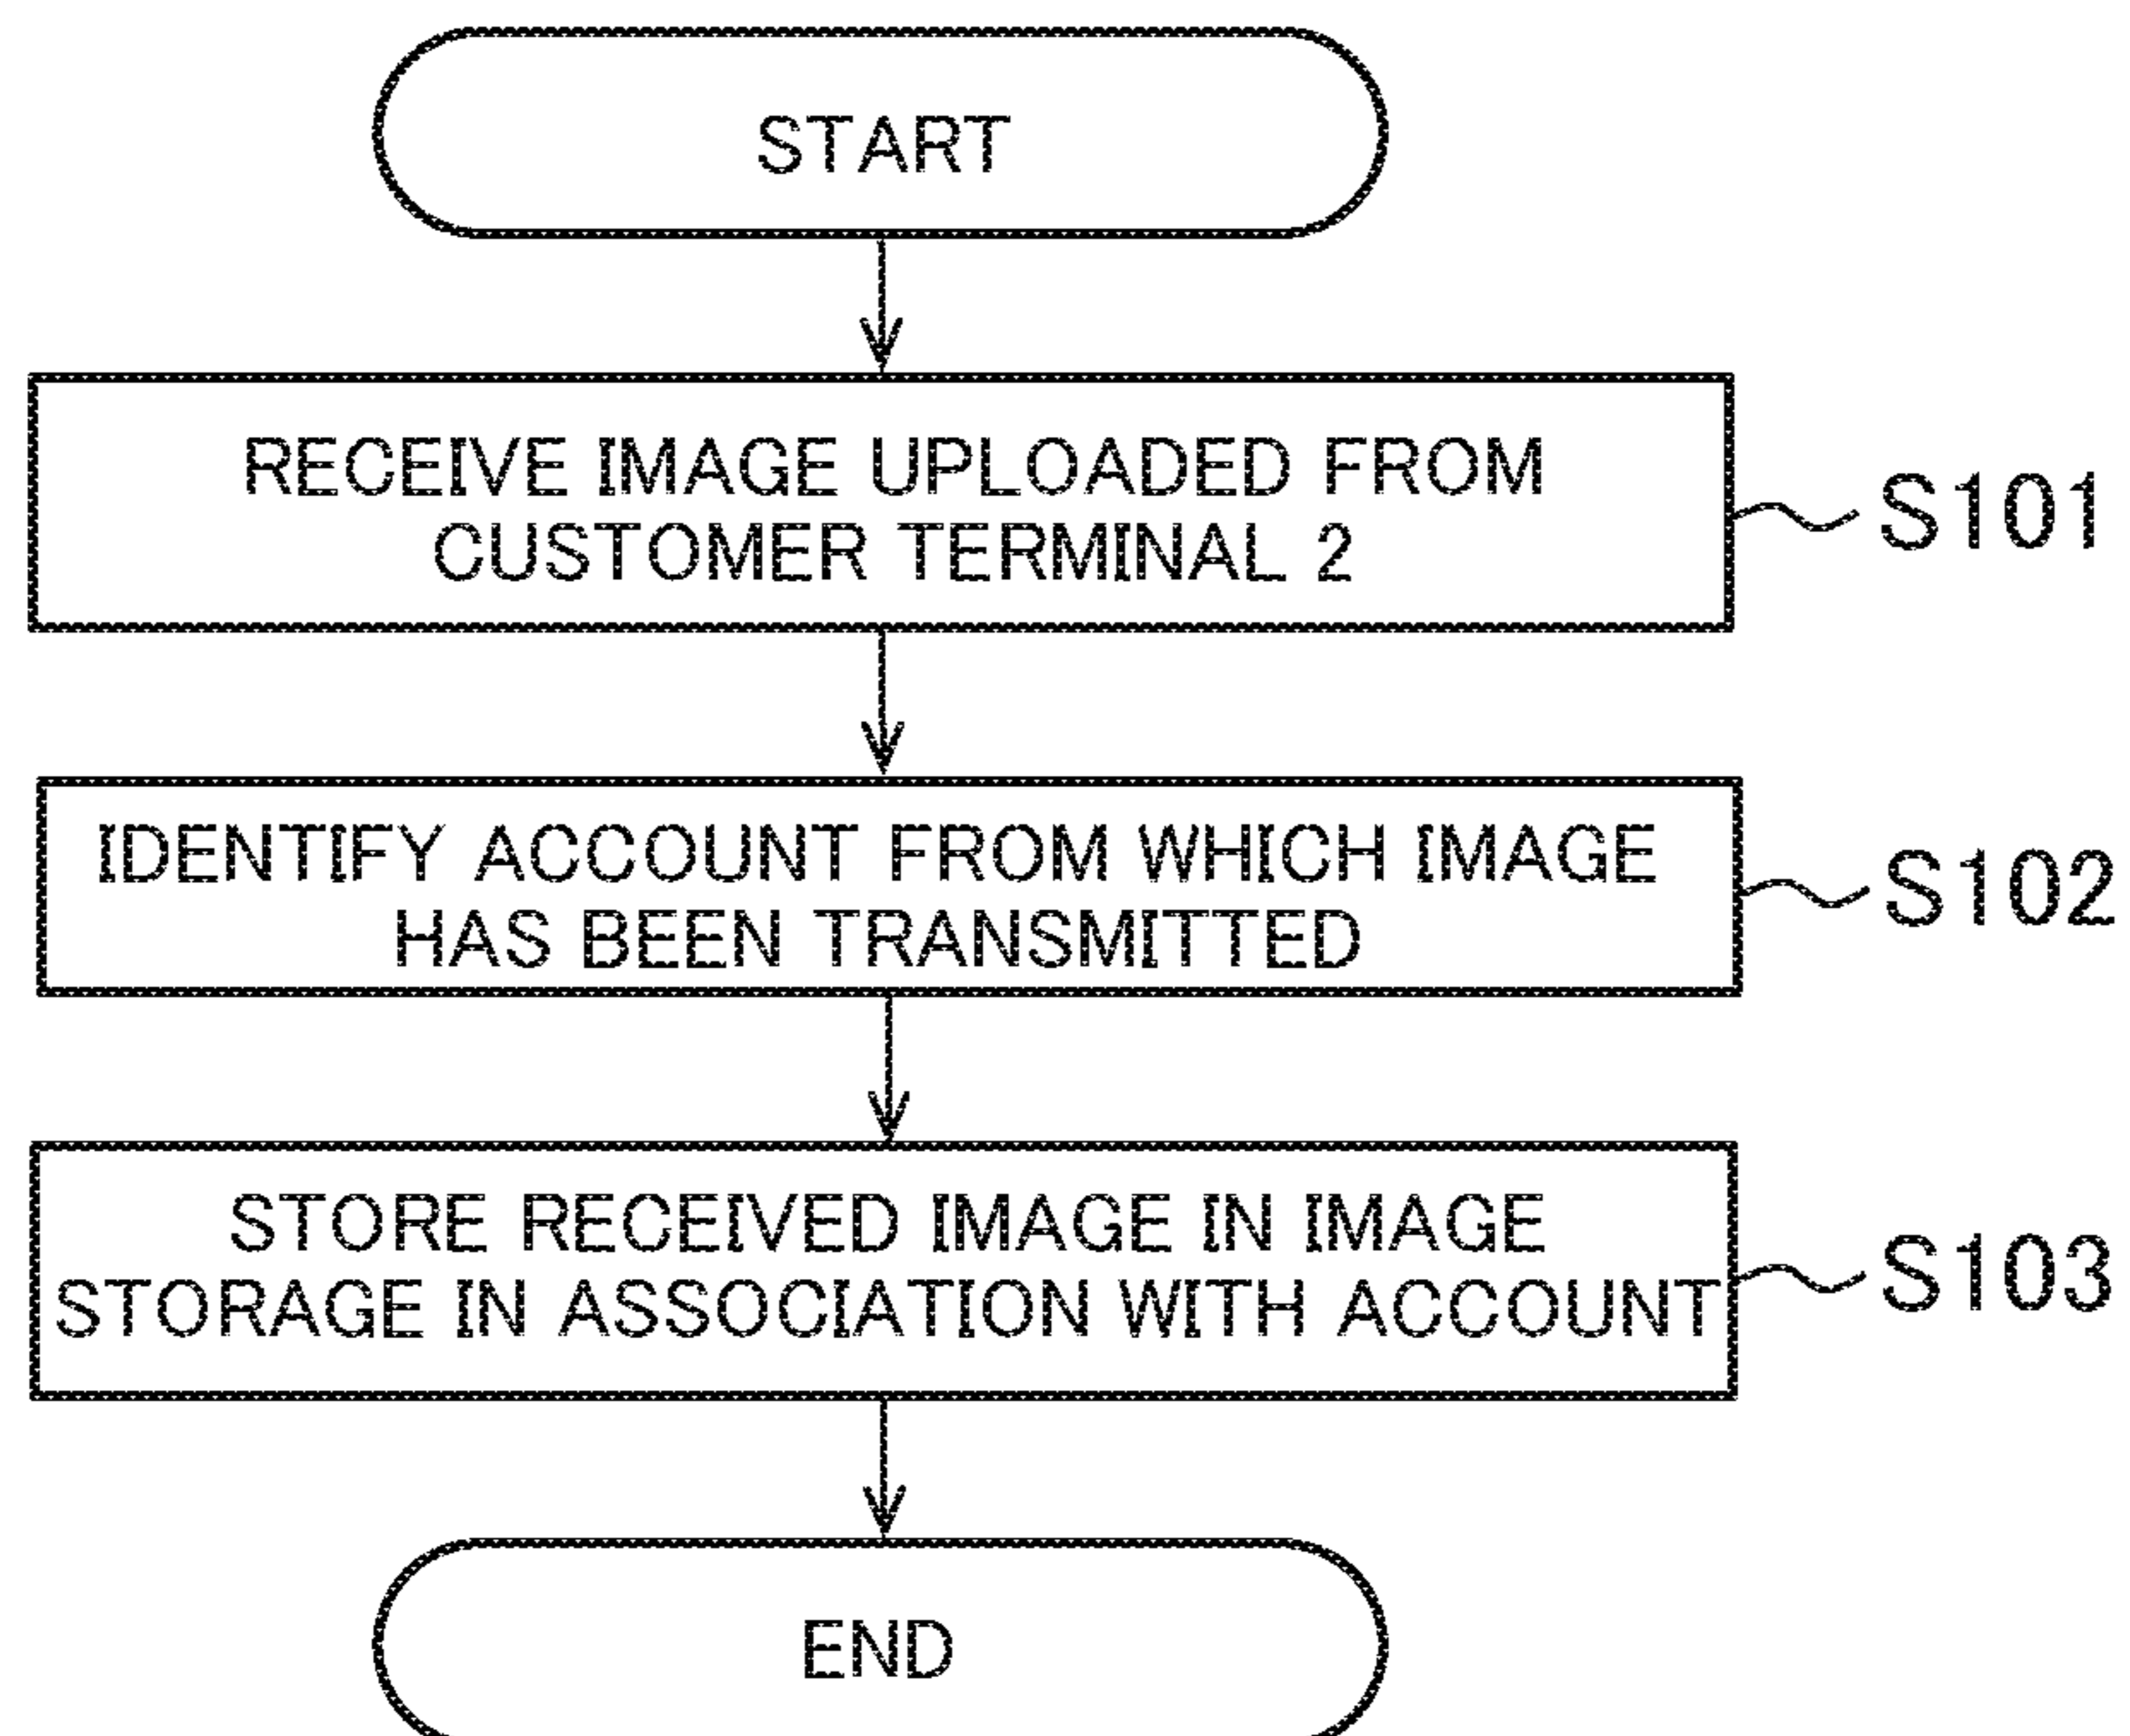 START
RECEIVE IMAGE UPLOADED FROM
CUSTOMER TERMINAL 2
S101
IDENTIFY ACCOUNT FROM WHICH IMAGE
HAS BEEN TRANSMITTED
S102
STORE RECEIVED IMAGE IN IMAGE
STORAGE IN ASSOCIATION WITH ACCOUNT
S103
END